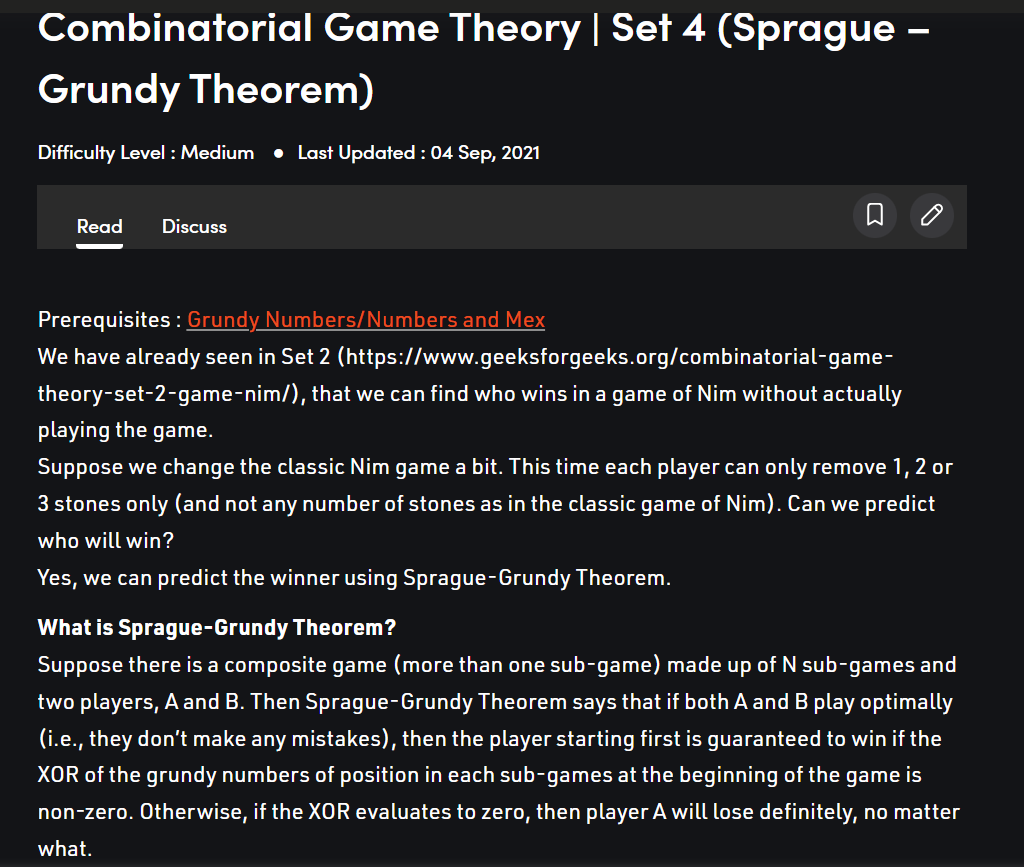 Combinatorial Game Theory | Set 4 (Sprague –
Grundy Theorem)
Difficulty Level : Medium ● Last Updated : 04 Sep, 2021
Read Discuss
Prerequisites : Grundy Numbers/Numbers and Mex
We have already seen in Set 2 (https://www.geeksforgeeks.org/combinatorial-game-
theory-set-2-game-nim/), that we can find who wins in a game of Nim without actually
playing the game.
Suppose we change the classic Nim game a bit. This time each player can only remove 1, 2 or
3 stones only (and not any number of stones as in the classic game of Nim). Can we predict
who will win?
Yes, we can predict the winner using Sprague-Grundy Theorem.
What is Sprague-Grundy Theorem?
Suppose there is a composite game (more than one sub-game) made up of N sub-games and
two players, A and B. Then Sprague-Grundy Theorem says that if both A and B play optimally
(i.e., they don’t make any mistakes), then the player starting first is guaranteed to win if the
XOR of the grundy numbers of position in each sub-games at the beginning of the game is
non-zero. Otherwise, if the XOR evaluates to zero, then player A will lose definitely, no matter
what.